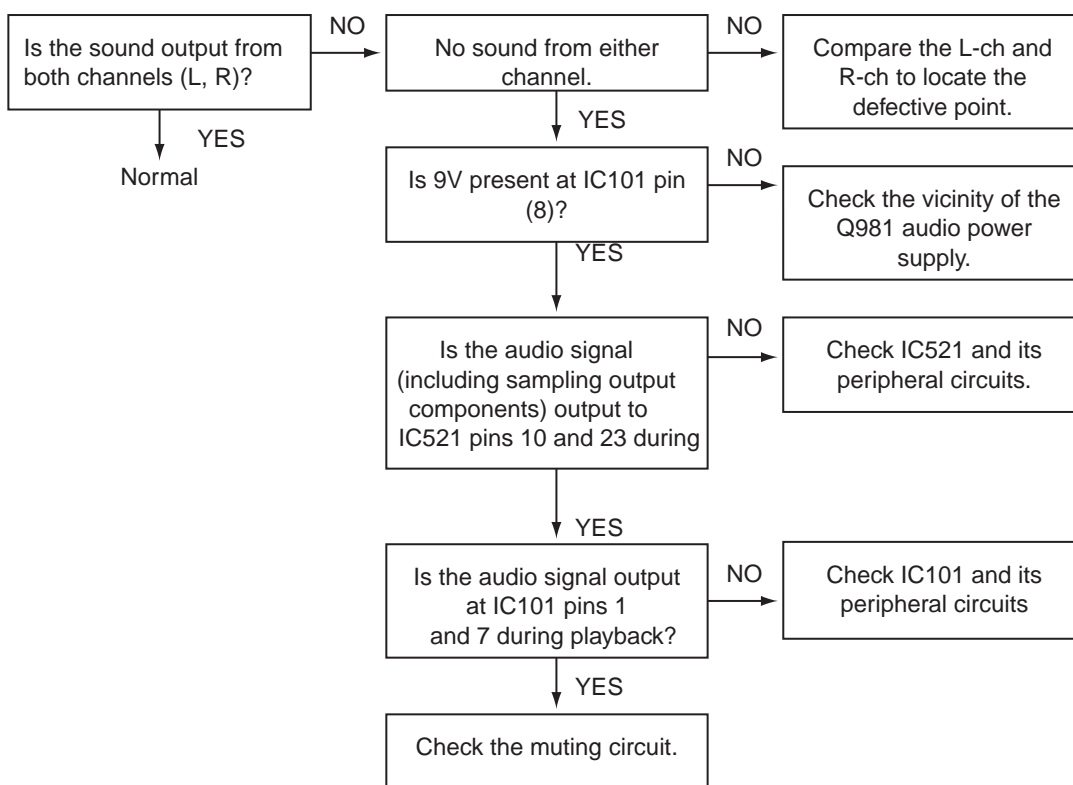 Is the sound output from
both channels (L, R)?
NO
No sound from either
channel.
NO
Compare the L-ch and
R-ch to locate the
defective point.
YES
Normal
YES
Is 9V present at IC101 pin
(8)?
NO
Check the vicinity of the
Q981 audio power
supply.
YES
Is the audio signal
(including sampling output
components) output to
IC521 pins 10 and 23 during
NO
Check IC521 and its
peripheral circuits.
YES
Is the audio signal output
at IC101 pins 1
and 7 during playback?
NO
Check IC101 and its
peripheral circuits
YES
Check the muting circuit.